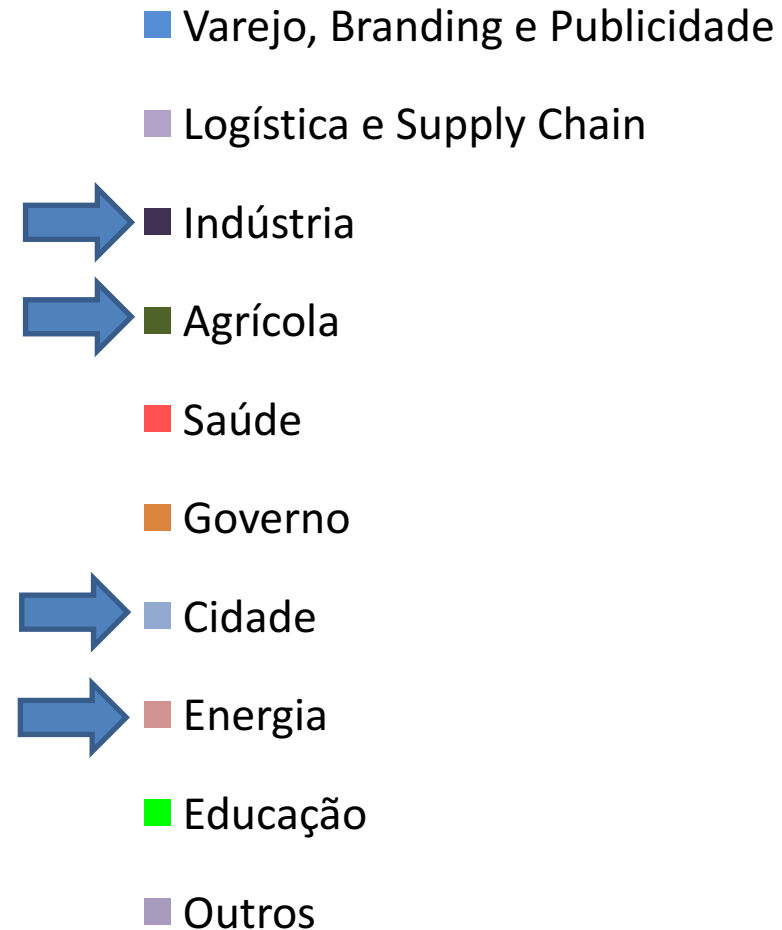 Varejo, Branding e Publicidade
Logística e Supply Chain
Indústria
Agrícola
Saúde
Governo
Cidade
Energia
Educação
Outros